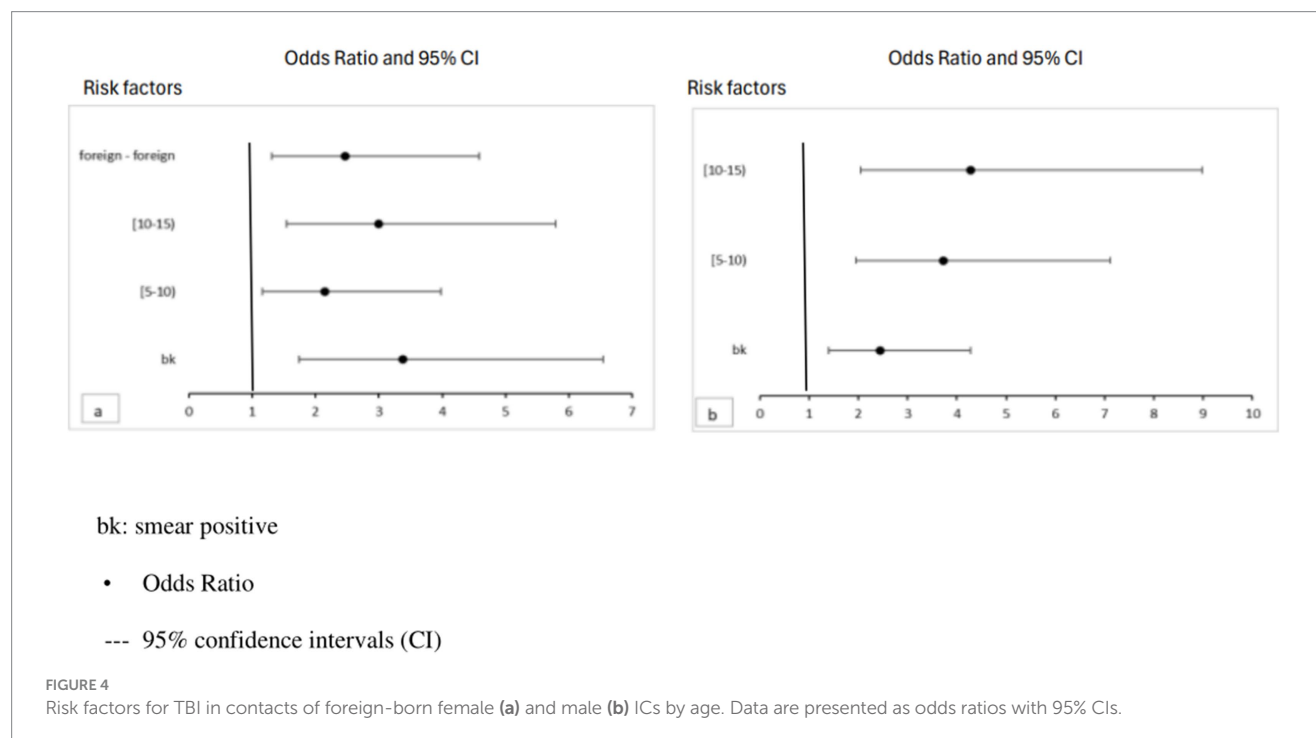 Odds Ratio and 95% CI
Risk factors
foreign - foreign
[10-15)
[5-10)
bk
a
0 1 2 3 4 5 6 7
Odds Ratio and 95% CI
Risk factors
[10-15)
[5-10)
bk
b
0 1 2 3 4 5 6 7 8 9 10
bk: smear positive
• Odds Ratio
--- 95% confidence intervals (CI)
FIGURE 4
Risk factors for TBI in contacts of foreign-born female (a) and male (b) ICs by age. Data are presented as odds ratios with 95% CIs.